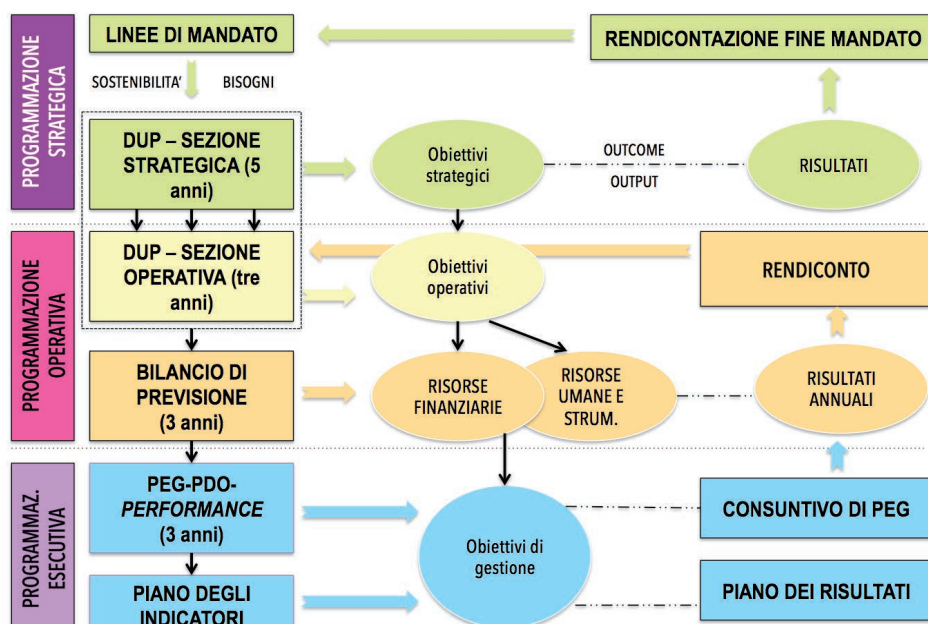 PROGRAMMAZIONE
STRATEGICA
LINEE DI MANDATO
RENDICONTAZIONE FINE MANDATO
SOSTENIBILITA’
BISOGNI
DUP – SEZIONE
STRATEGICA (5
anni)
Obiettivi
strategici
OUTCOME
OUTPUT
RISULTATI
PROGRAMMAZIONE
OPERATIVA
DUP – SEZIONE
OPERATIVA (tre
anni)
Obiettivi
operativi
RENDICONTO
BILANCIO DI
PREVISIONE
(3 anni)
RISORSE
FINANZIARIE
RISORSE
UMANE E
STRUM.
RISULTATI
ANNUALI
PROGRAMMAZ.
ESECUTIVA
PEG-PDO-
PERFORMANCE
(3 anni)
Obiettivi di
gestione
CONSUNTIVO DI PEG
PIANO DEGLI
INDICATORI
PIANO DEI RISULTATI